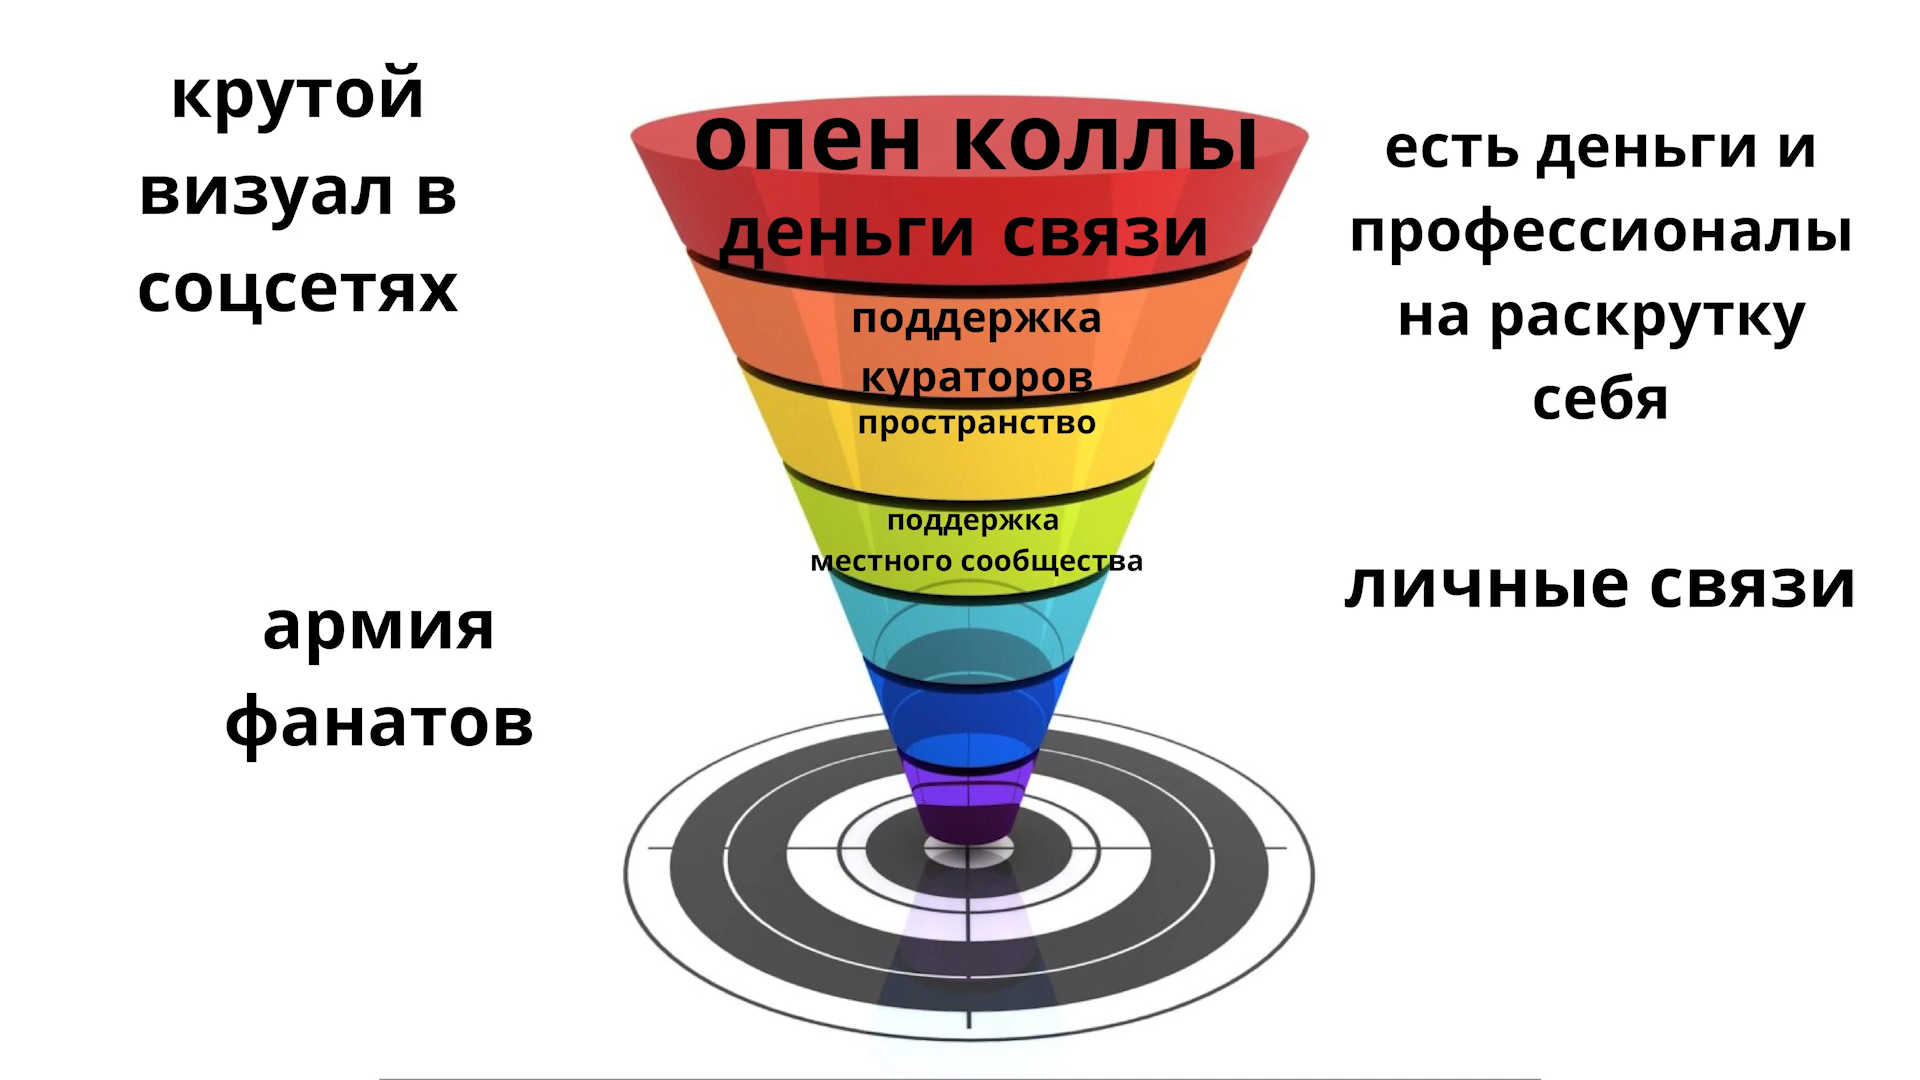 крутой
визуал в
соцсетях
армия
фанатов
опен коллы
деньги связи
поддержка
кураторов
пространство
поддержка
местного сообщества
есть деньги и
профессионалы
на раскрутку
себя
личные связи